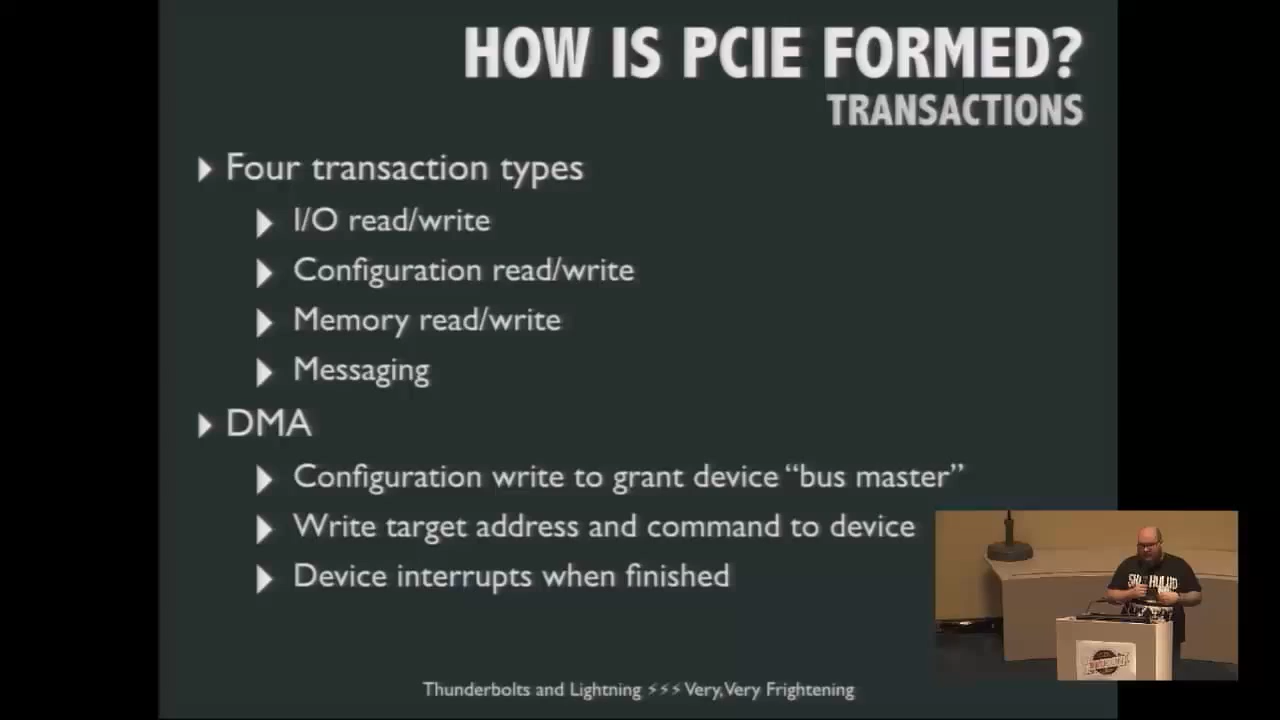 HOW IS PCIE FORMED?
TRANSACTIONS
Four transaction types
I/O read/write
Configuration read/write
Memory read/write
Messaging
DMA
Configuration write to grant device “bus master”
Write target address and command to device
Device interrupts when finished
Thunderbolts and Lightning ⚡⚡⚡ Very, Very Frightening